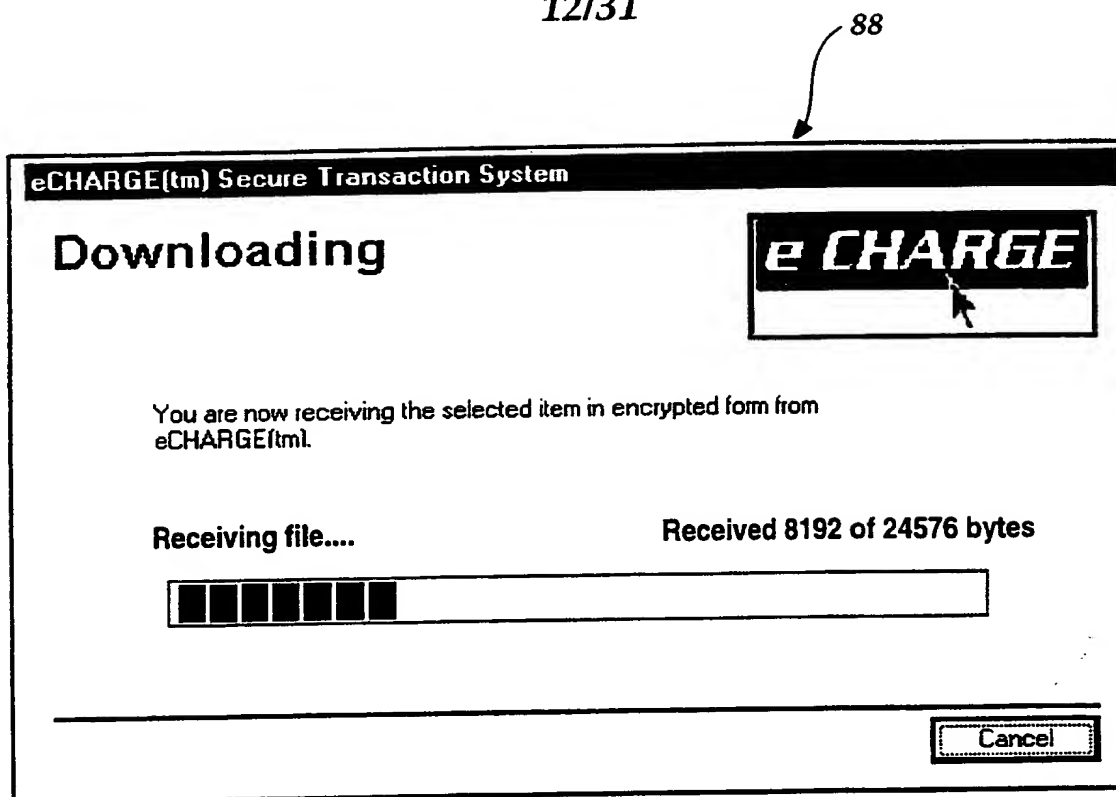 12/31
88
eCHARGE(tm) Secure Transaction System
Downloading
e CHARGE
You are now receiving the selected item in encrypted form from
eCHARGE(tm).
Receiving file....
Received 8192 of 24576 bytes
Cancel